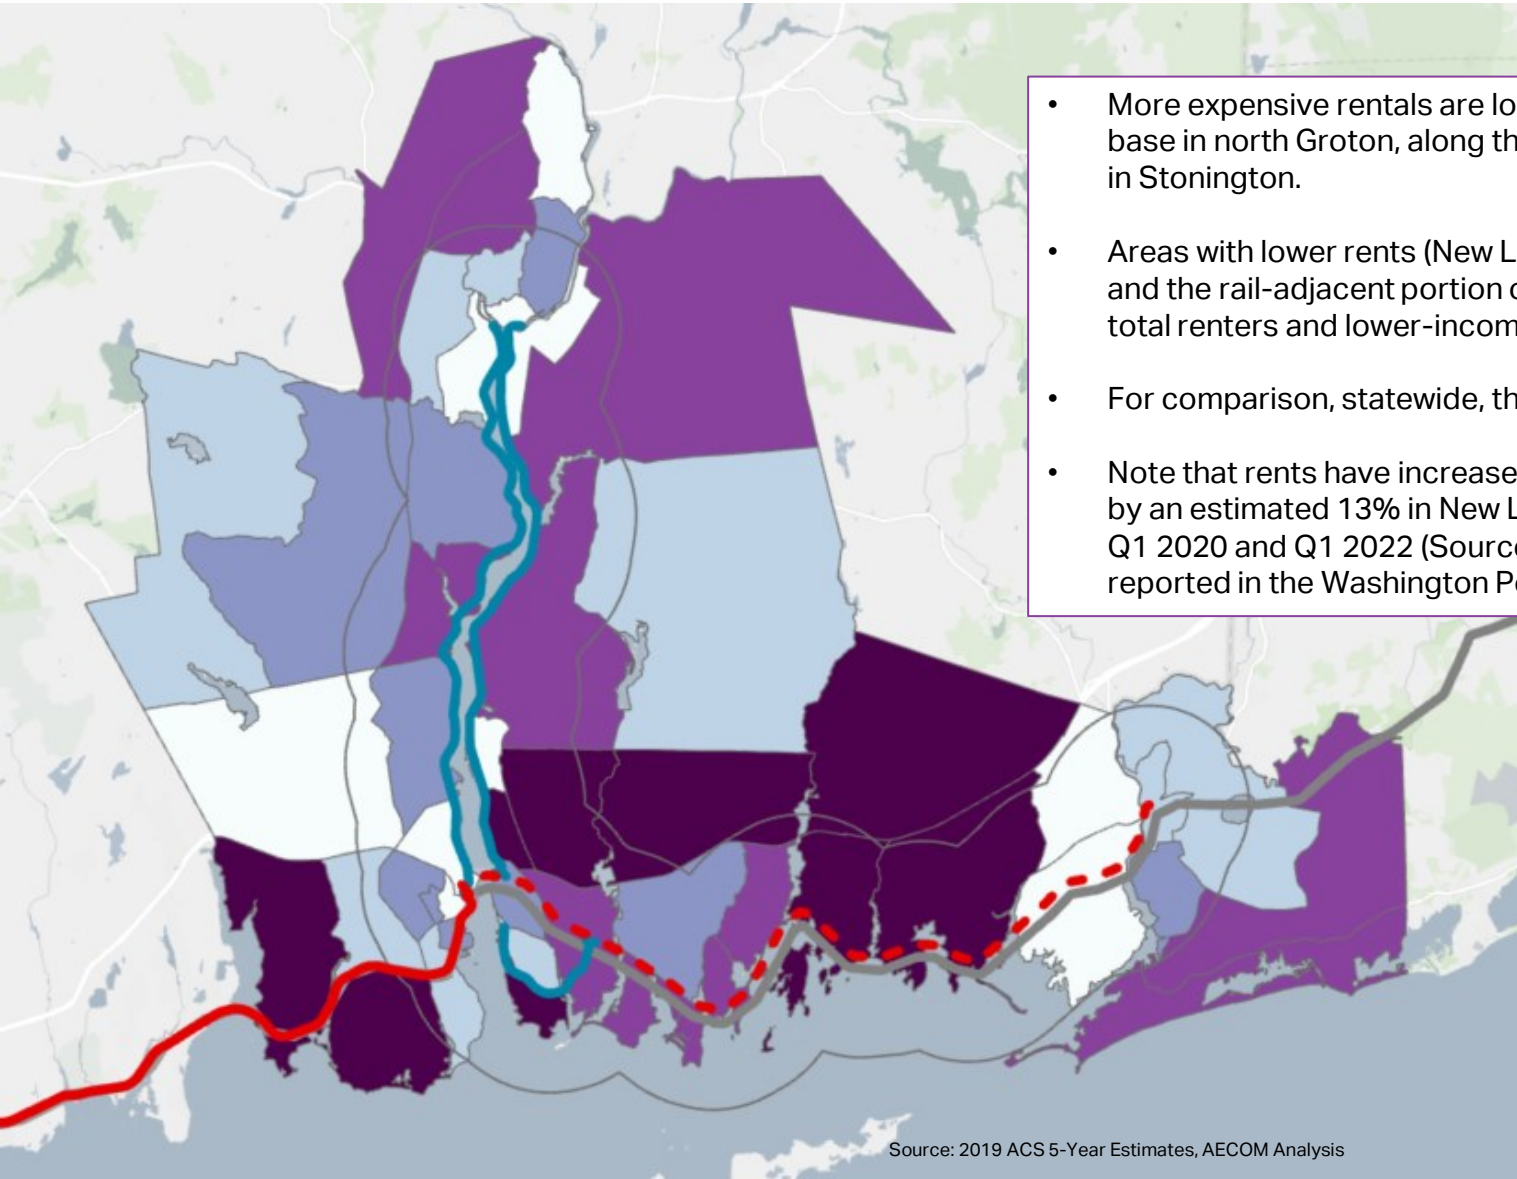 • More expensive rentals are lo
base in north Groton, along th
in Stonington.
• Areas with lower rents (New L
and the rail-adjacent portion o
total renters and lower-incom
• For comparison, statewide, th
• Note that rents have increase
by an estimated 13% in New L
Q1 2020 and Q1 2022 (Source
reported in the Washington Po
Source: 2019 ACS 5-Year Estimates, AECOM Analysis